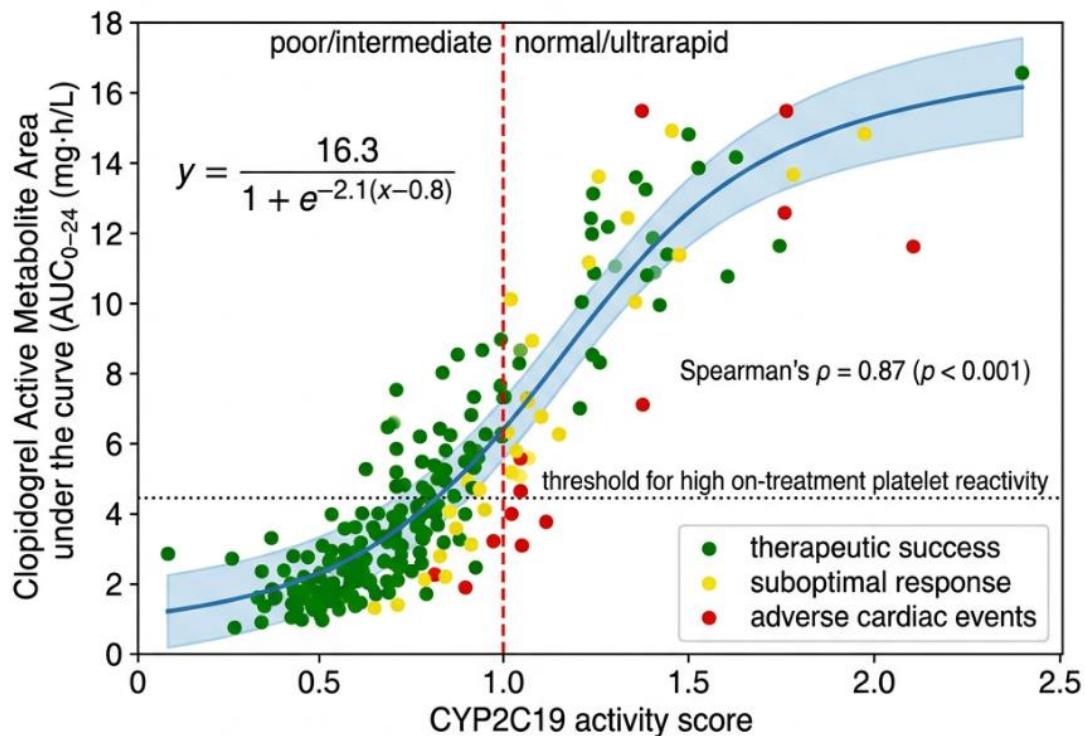 Clopidogrel Active Metabolite Area
under the curve (AUC₀₋₂₄ (mg·h/L)
18
16
14
12
10
8
6
4
2
0
poor/intermediate normal/ultrarapid
y = 16.3 / (1 + e^−2.1(x−0.8))
Spearman's ρ = 0.87 (p < 0.001)
threshold for high on-treatment platelet reactivity
therapeutic success
suboptimal response
adverse cardiac events
0 0.5 1.0 1.5 2.0 2.5
CYP2C19 activity score